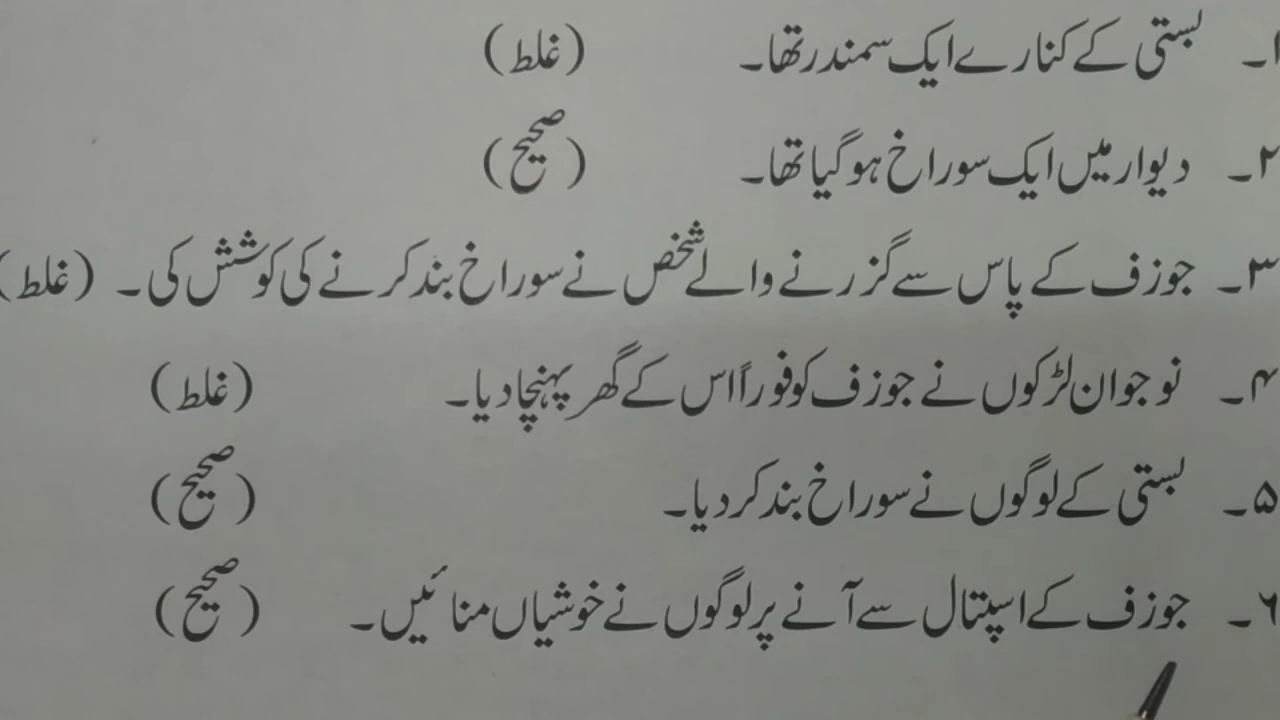 ۱۔ بستی کے کنارے ایک سمندر تھا۔ (غلط)
۲۔ دیوار میں ایک سوراخ ہو گیا تھا۔ (صحیح)
۳۔ جوزف کے پاس سے گزرنے والے شخص نے سوراخ بند کرنے کی کوشش کی۔ (غلط)
۴۔ نوجوان لڑکوں نے جوزف کو فوراً اس کے گھر پہنچا دیا۔ (غلط)
۵۔ بستی کے لوگوں نے سوراخ بند کر دیا۔ (صحیح)
۶۔ جوزف کے اسپتال سے آنے پر لوگوں نے خوشیاں منائیں۔ (صحیح)